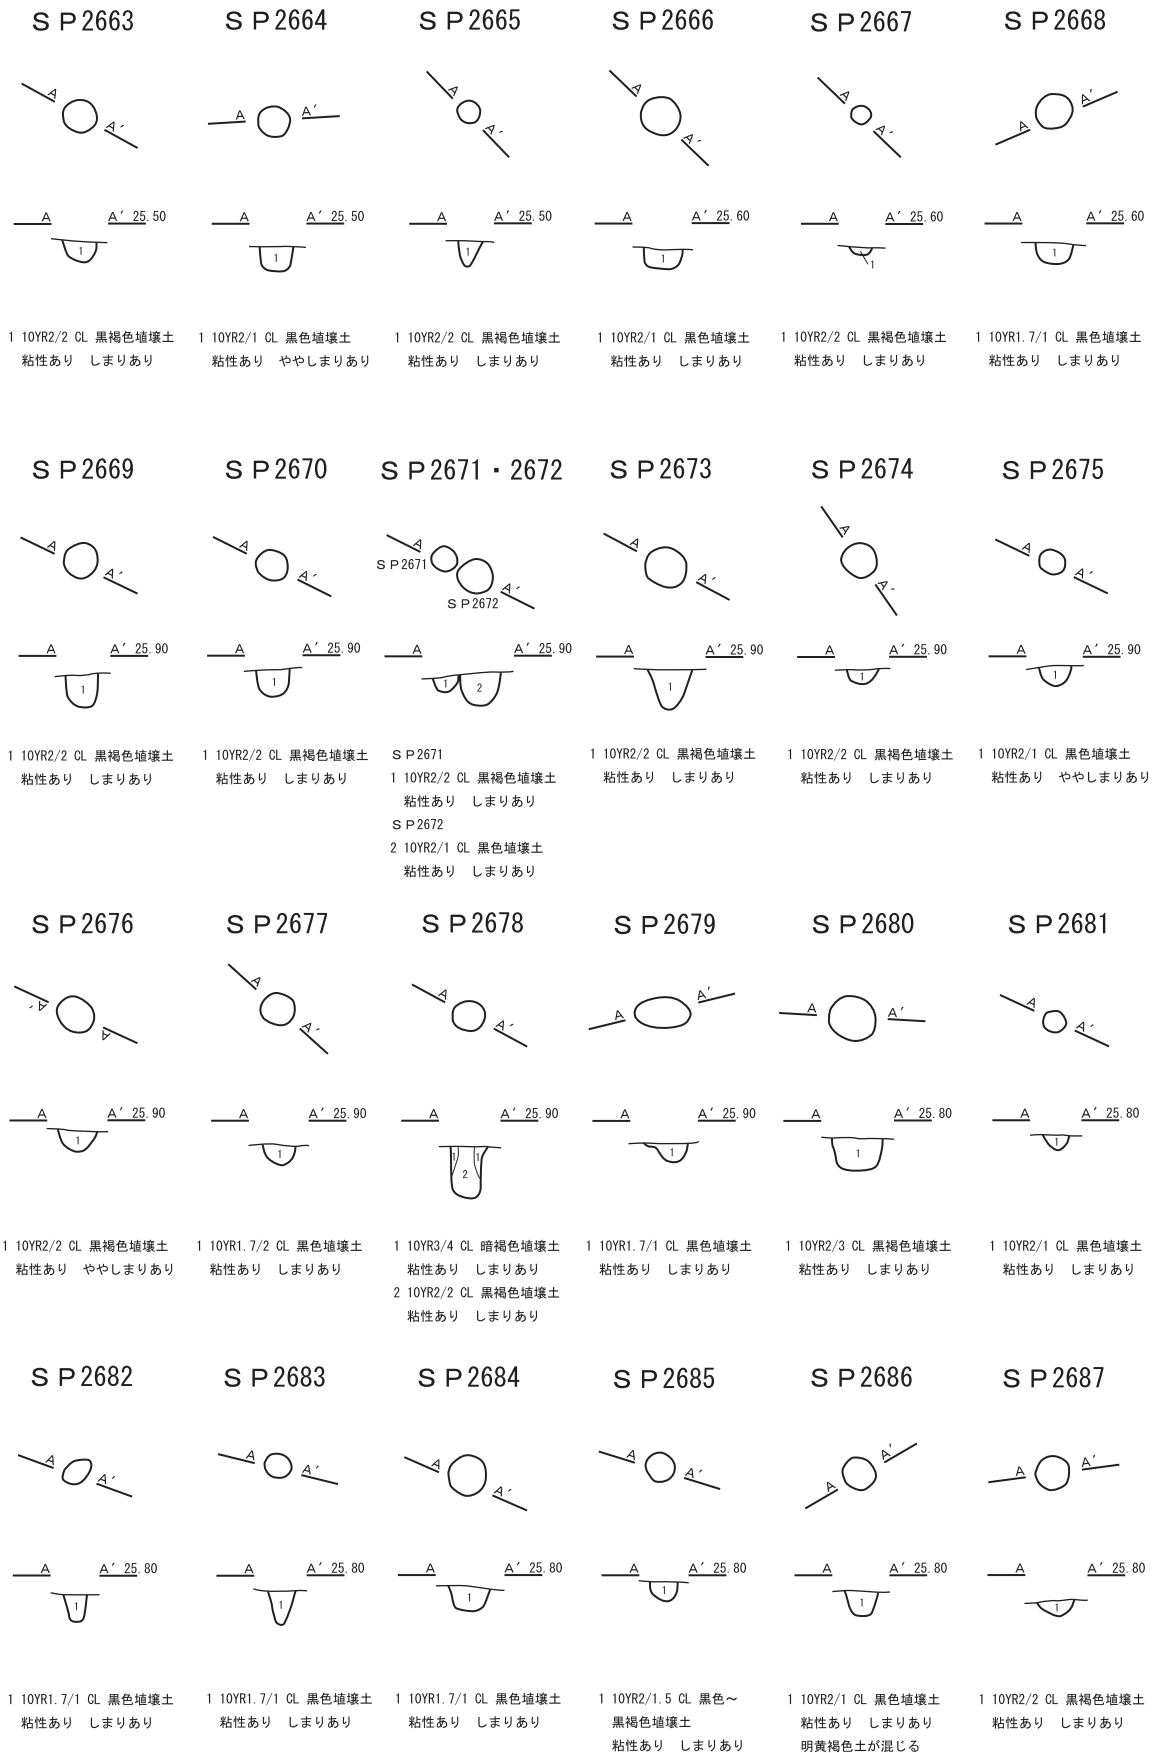 ＳＰ2663
A
A′
A A′ 25.50
1
1 10YR2/2 CL 黒褐色埴壌土
粘性あり　しまりあり
ＳＰ2664
A
A′
A A′ 25.50
1
1 10YR2/1 CL 黒色埴壌土
粘性あり　ややしまりあり
ＳＰ2665
A
A′
A A′ 25.50
1
1 10YR2/2 CL 黒褐色埴壌土
粘性あり　しまりあり
ＳＰ2666
A
A′
A A′ 25.60
1
1 10YR2/1 CL 黒色埴壌土
粘性あり　しまりあり
ＳＰ2667
A
A′
A A′ 25.60
1
1 10YR2/2 CL 黒褐色埴壌土
粘性あり　しまりあり
ＳＰ2668
A
A′
A A′ 25.60
1
1 10YR1.7/1 CL 黒色埴壌土
粘性あり　しまりあり
ＳＰ2669
A
A′
A A′ 25.90
1
1 10YR2/2 CL 黒褐色埴壌土
粘性あり　しまりあり
ＳＰ2670
A
A′
A A′ 25.90
1
1 10YR2/2 CL 黒褐色埴壌土
粘性あり　しまりあり
ＳＰ2671・2672
A
ＳＰ2671
A′
ＳＰ2672
A A′ 25.90
1 2
ＳＰ2671
1 10YR2/2 CL 黒褐色埴壌土
粘性あり　しまりあり
ＳＰ2672
2 10YR2/1 CL 黒色埴壌土
粘性あり　しまりあり
ＳＰ2673
A
A′
A A′ 25.90
1
1 10YR2/2 CL 黒褐色埴壌土
粘性あり　しまりあり
ＳＰ2674
A
A′
A A′ 25.90
1
1 10YR2/2 CL 黒褐色埴壌土
粘性あり　しまりあり
ＳＰ2675
A
A′
A A′ 25.90
1
1 10YR2/1 CL 黒色埴壌土
粘性あり　ややしまりあり
ＳＰ2676
A′
A
A A′ 25.90
1
1 10YR2/2 CL 黒褐色埴壌土
粘性あり　ややしまりあり
ＳＰ2677
A
A′
A A′ 25.90
1
1 10YR1.7/2 CL 黒色埴壌土
粘性あり　しまりあり
ＳＰ2678
A
A′
A A′ 25.90
1 1
2
1 10YR3/4 CL 暗褐色埴壌土
粘性あり　しまりあり
2 10YR2/2 CL 黒褐色埴壌土
粘性あり　しまりあり
ＳＰ2679
A
A′
A A′ 25.90
1
1 10YR1.7/1 CL 黒色埴壌土
粘性あり　しまりあり
ＳＰ2680
A
A′
A A′ 25.80
1
1 10YR2/3 CL 黒褐色埴壌土
粘性あり　しまりあり
ＳＰ2681
A
A′
A A′ 25.80
1
1 10YR2/1 CL 黒色埴壌土
粘性あり　しまりあり
ＳＰ2682
A
A′
A A′ 25.80
1
1 10YR1.7/1 CL 黒色埴壌土
粘性あり　しまりあり
ＳＰ2683
A
A′
A A′ 25.80
1
1 10YR1.7/1 CL 黒色埴壌土
粘性あり　しまりあり
ＳＰ2684
A
A′
A A′ 25.80
1
1 10YR1.7/1 CL 黒色埴壌土
粘性あり　しまりあり
ＳＰ2685
A
A′
A A′ 25.80
1
1 10YR2/1.5 CL 黒色～
黒褐色埴壌土
粘性あり　しまりあり
ＳＰ2686
A
A′
A A′ 25.80
1
1 10YR2/1 CL 黒色埴壌土
粘性あり　しまりあり
明黄褐色土が混じる
ＳＰ2687
A
A′
A A′ 25.80
1
1 10YR2/2 CL 黒褐色埴壌土
粘性あり　しまりあり